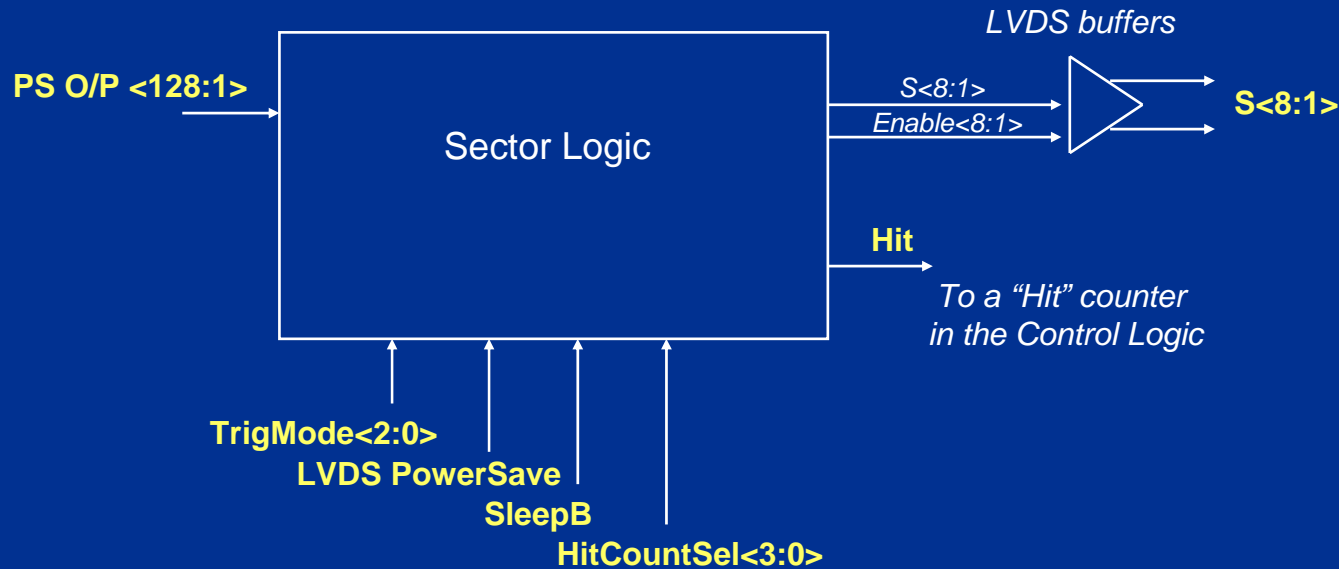 LVDS buffers
PS O/P <128:1>
S<8:1>
Enable<8:1>
S<8:1>
Sector Logic
Hit
To a “Hit” counter
in the Control Logic
TrigMode<2:0>
LVDS PowerSave
SleepB
HitCountSel<3:0>